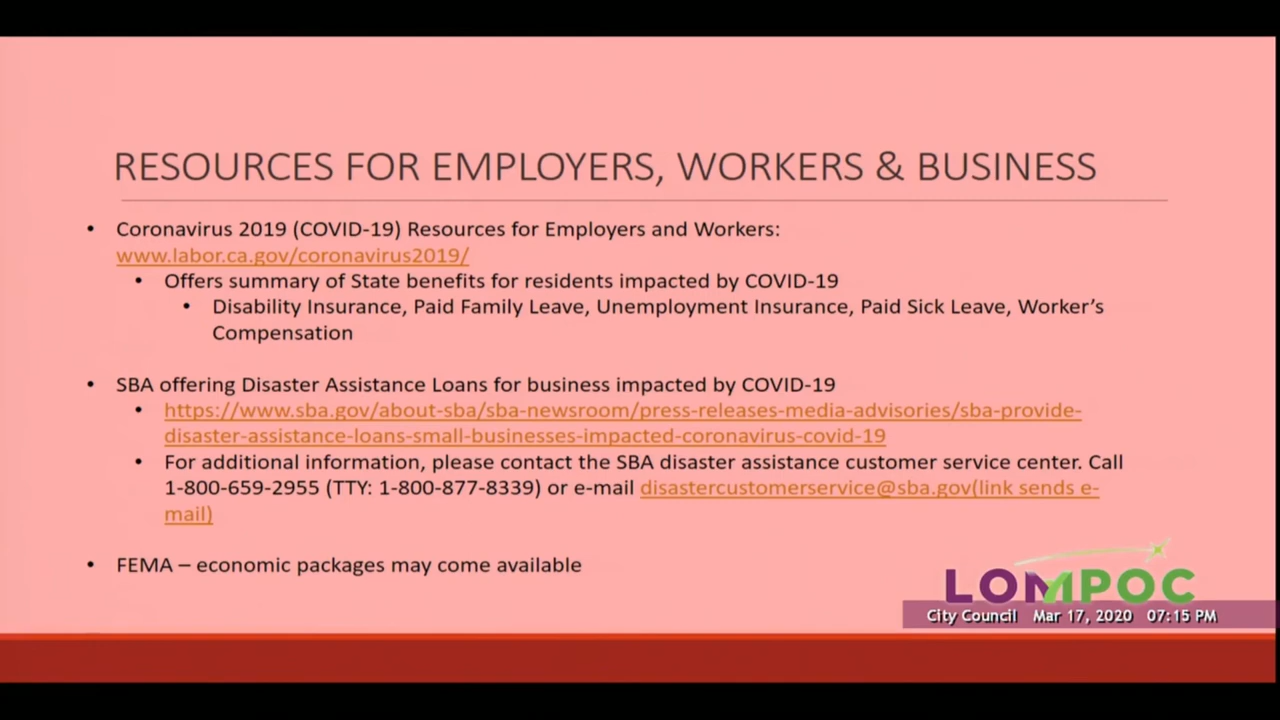 RESOURCES FOR EMPLOYERS, WORKERS & BUSINESS
• Coronavirus 2019 (COVID-19) Resources for Employers and Workers:
www.labor.ca.gov/coronavirus2019/
• Offers summary of State benefits for residents impacted by COVID-19
• Disability Insurance, Paid Family Leave, Unemployment Insurance, Paid Sick Leave, Worker’s
Compensation
• SBA offering Disaster Assistance Loans for business impacted by COVID-19
• https://www.sba.gov/about-sba/sba-newsroom/press-releases-media-advisories/sba-provide-
disaster-assistance-loans-small-businesses-impacted-coronavirus-covid-19
• For additional information, please contact the SBA disaster assistance customer service center. Call
1-800-659-2955 (TTY: 1-800-877-8339) or e-mail disastercustomerservice@sba.gov(link sends e-
mail)
• FEMA – economic packages may come available
LOMPOC
City Council Mar 17, 2020 07:15 PM